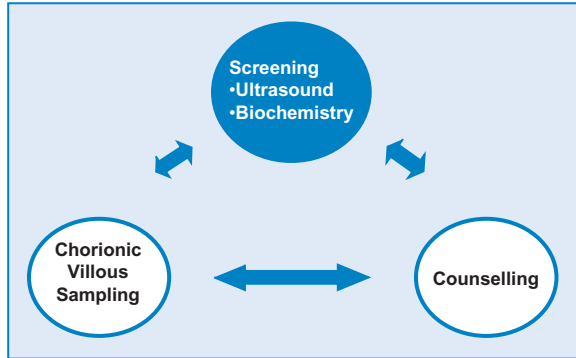 Screening
•Ultrasound
•Biochemistry
Chorionic
Villous
Sampling
Counselling